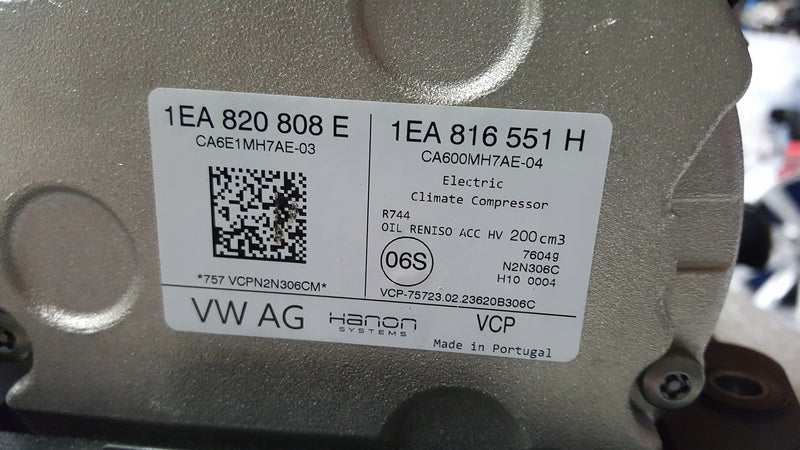 1EA 820 808 E
CA6E1MH7AE-03
*757 VCPN2N306CM*
1EA 816 551 H
CA600MH7AE-04
Electric
Climate Compressor
R744
OIL RENISO ACC HV 200cm3
06S
7604g
N2N306C
H10 0004
VCP-75723.02.23620B306C
VW AG
Hanon
SYSTEMS
VCP
Made in Portugal